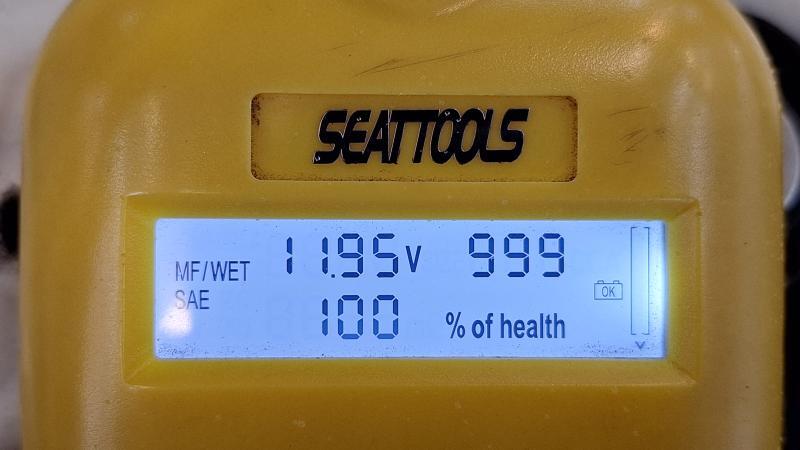 SEATTOOLS
MF/WET 11.95V 999
SAE
OK
100 % of health